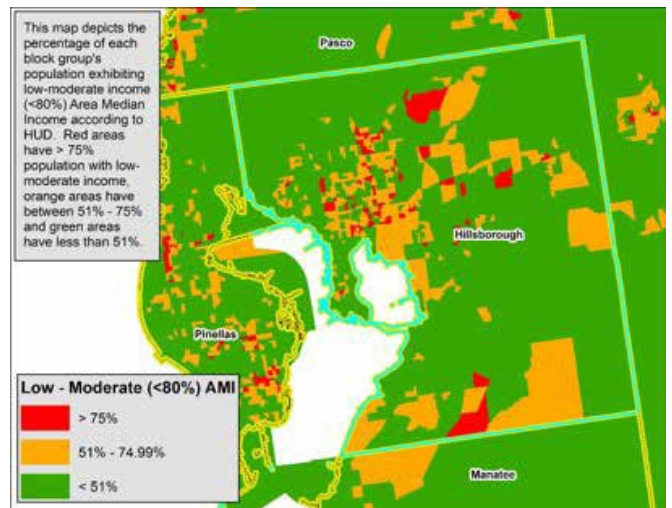 This map depicts the
percentage of each
block group's
population exhibiting
low-moderate income
(<80%) Area Median
Income according to
HUD. Red areas
have > 75%
population with low-
moderate income,
orange areas have
between 51% - 75%
and green areas
have less than 51%.
Pasco
Hillsborough
Pinellas
Manatee
Low - Moderate (<80%) AMI
> 75%
51% - 74.99%
< 51%